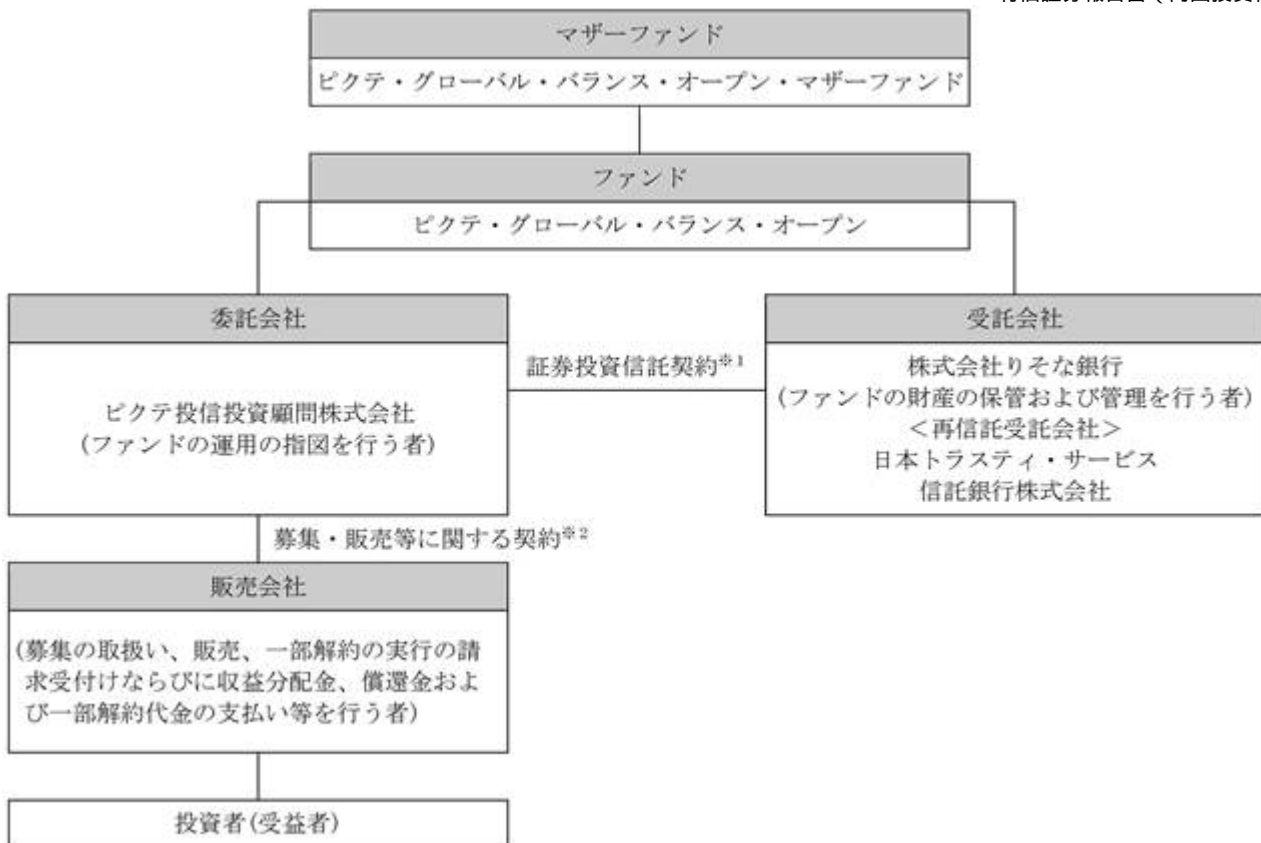 マザーファンド
ピクテ・グローバル・バランス・オープン・マザーファンド
ファンド
ピクテ・グローバル・バランス・オープン
委託会社
ピクテ投信投資顧問株式会社
(ファンドの運用の指図を行う者)
証券投資信託契約※1
受託会社
株式会社りそな銀行
(ファンドの財産の保管および管理を行う者)
＜再信託受託会社＞
日本トラスティ・サービス
信託銀行株式会社
募集・販売等に関する契約※2
販売会社
(募集の取扱い、販売、一部解約の実行の請
求受付けならびに収益分配金、償還金およ
び一部解約代金の支払い等を行う者)
投資者(受益者)